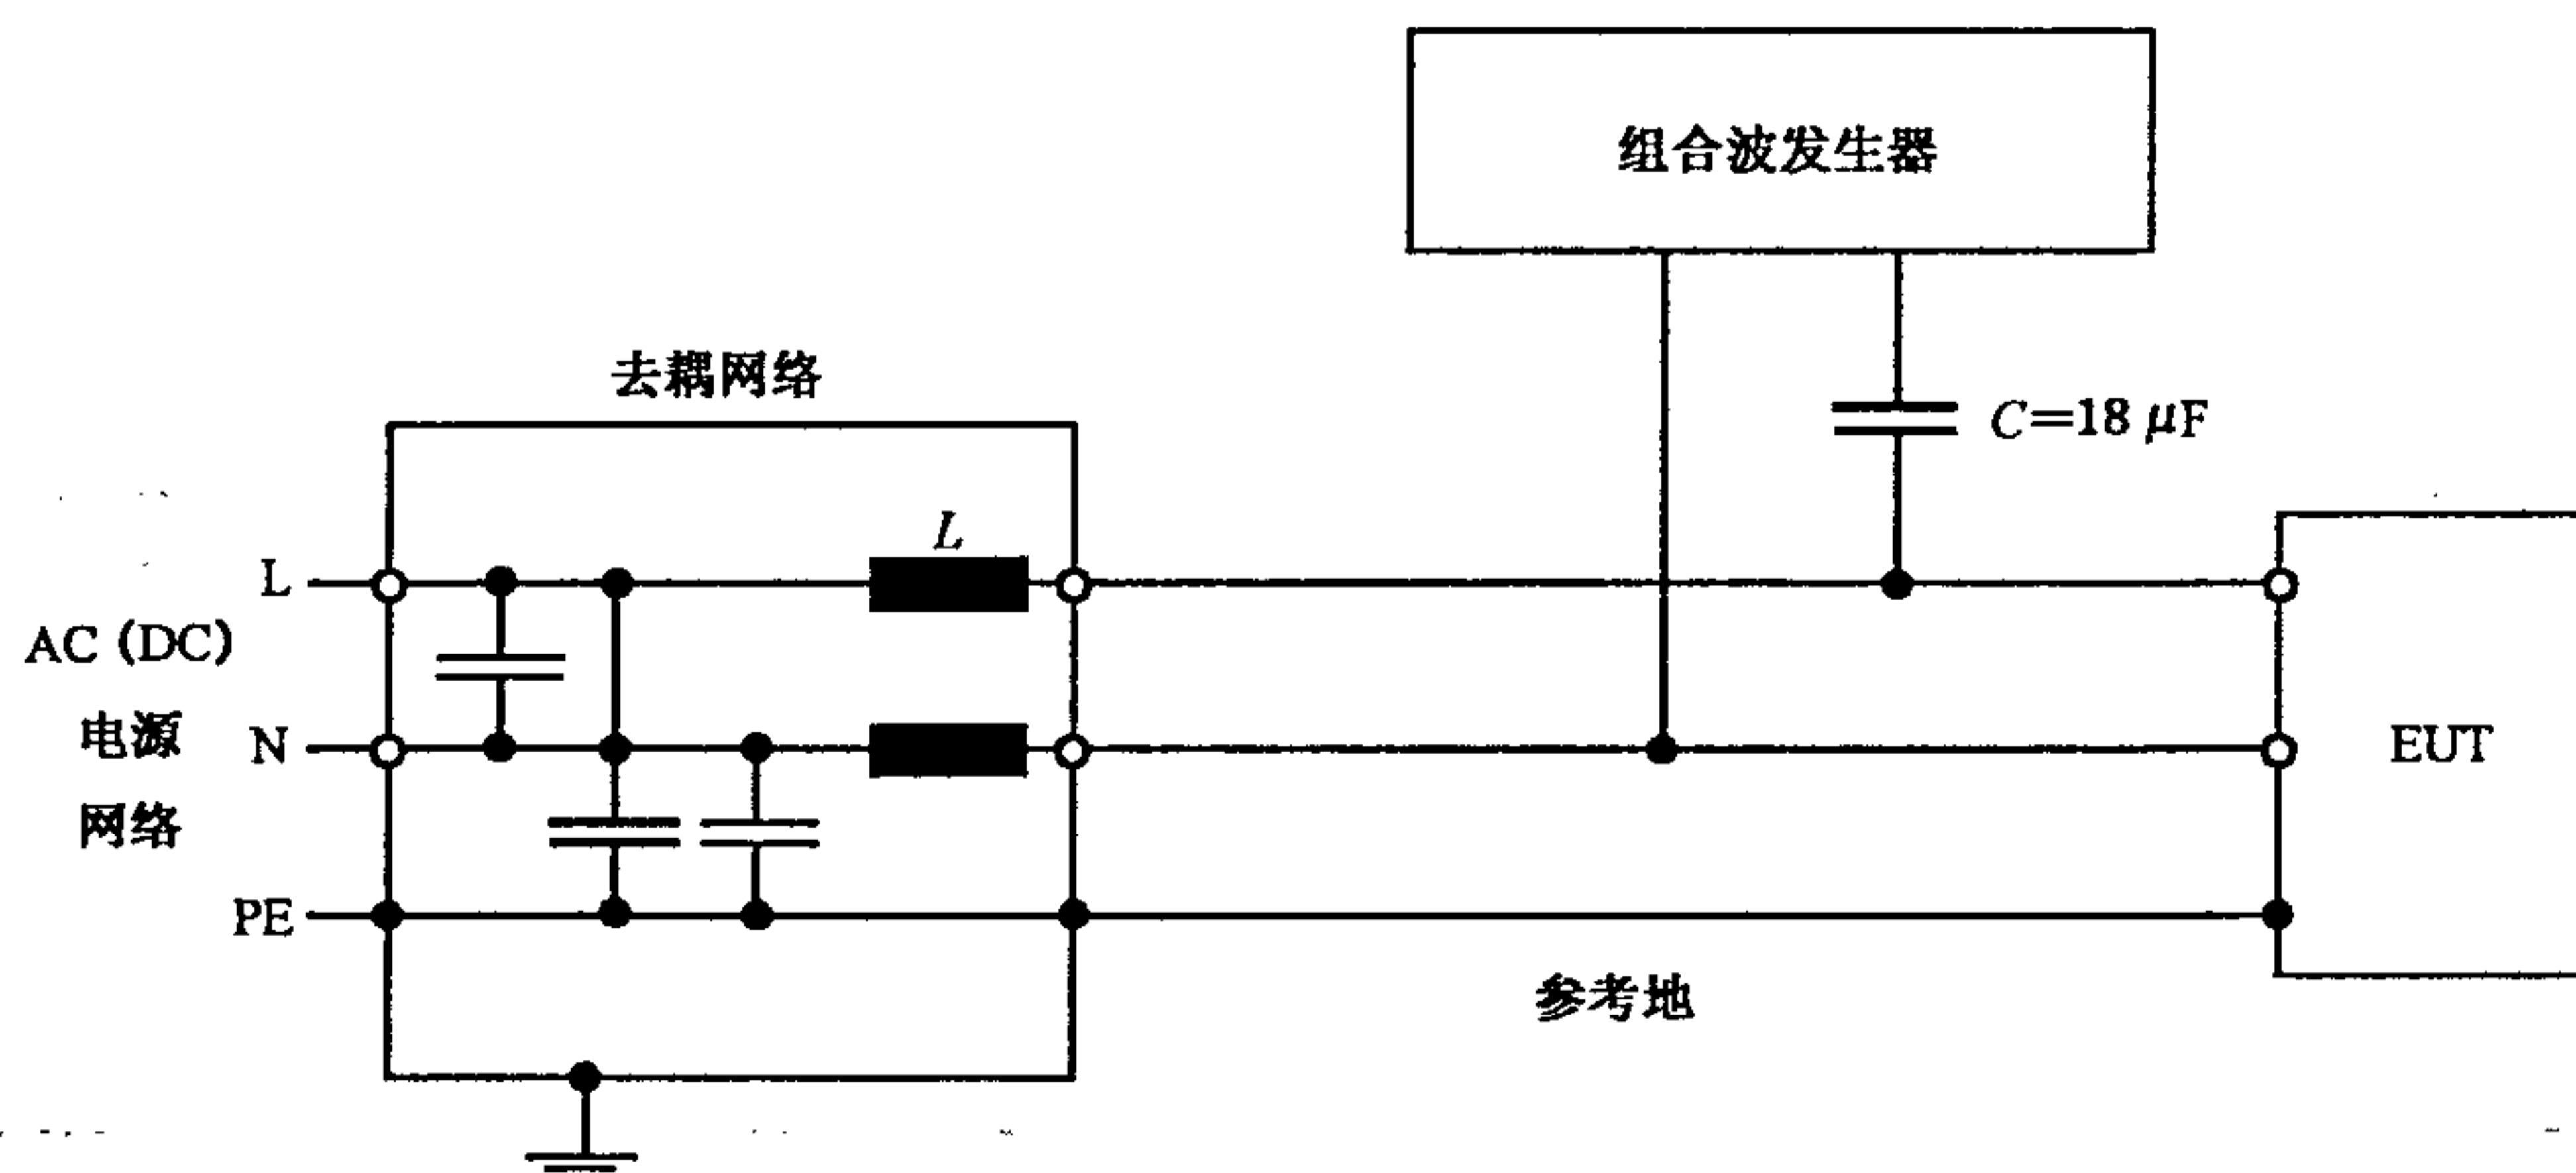 组合波发生器
去耦网络
C=18 μF
L
L
AC (DC)
电源
N
网络
EUT
PE
参考地